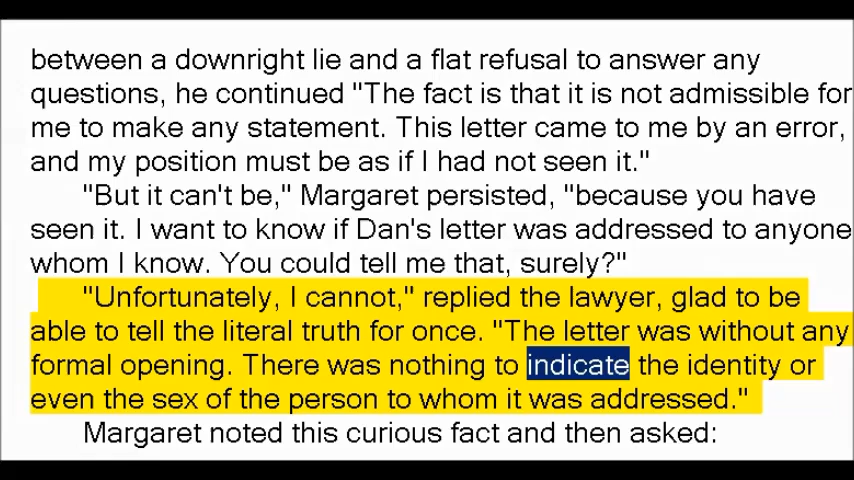 between a downright lie and a flat refusal to answer any
questions, he continued "The fact is that it is not admissible for
me to make any statement. This letter came to me by an error,
and my position must be as if I had not seen it."
"But it can't be," Margaret persisted, "because you have
seen it. I want to know if Dan's letter was addressed to anyone
whom I know. You could tell me that, surely?"
"Unfortunately, I cannot," replied the lawyer, glad to be
able to tell the literal truth for once. "The letter was without any
formal opening. There was nothing to indicate the identity or
even the sex of the person to whom it was addressed."
Margaret noted this curious fact and then asked: